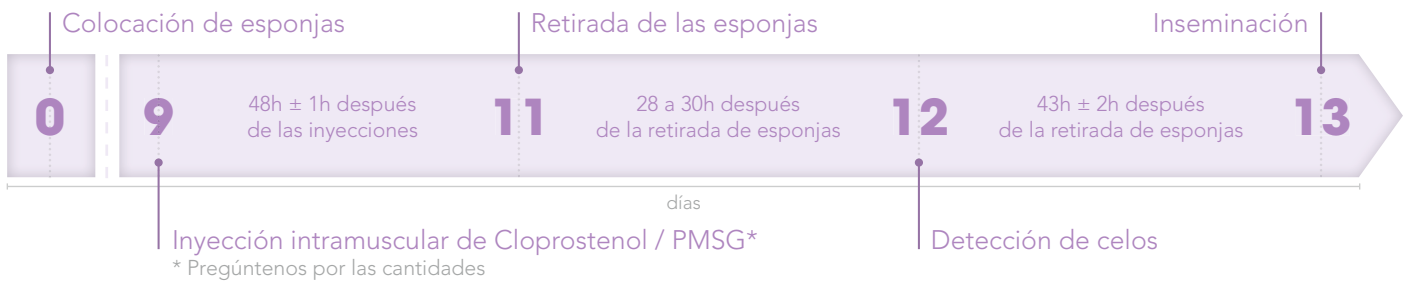 Colocación de esponjas
Retirada de las esponjas
Inseminación
0
9
48h ± 1h después
de las inyecciones
11
28 a 30h después
de la retirada de esponjas
12
43h ± 2h después
de la retirada de esponjas
13
días
Inyección intramuscular de Cloprostenol / PMSG*
* Pregúntenos por las cantidades
Detección de celos